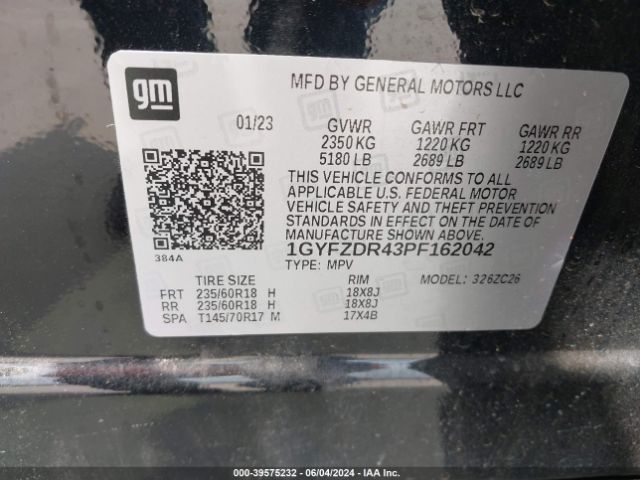 gm
MFD BY GENERAL MOTORS LLC
01/23 GVWR GAWR FRT GAWR RR
2350 KG 1220 KG 1220 KG
5180 LB 2689 LB 2689 LB
THIS VEHICLE CONFORMS TO ALL
APPLICABLE U.S. FEDERAL MOTOR
VEHICLE SAFETY AND THEFT PREVENTION
STANDARDS IN EFFECT ON THE DATE OF
MANUFACTURE SHOWN ABOVE.
384A
1GYFZDR43PF162042
TYPE: MPV MODEL: 326ZC26
TIRE SIZE RIM
FRT 235/60R18 H 18X8J
RR 235/60R18 H 18X8J
SPA T145/70R17 M 17X4B
000-39575232 - 06/04/2024 - IAA Inc.